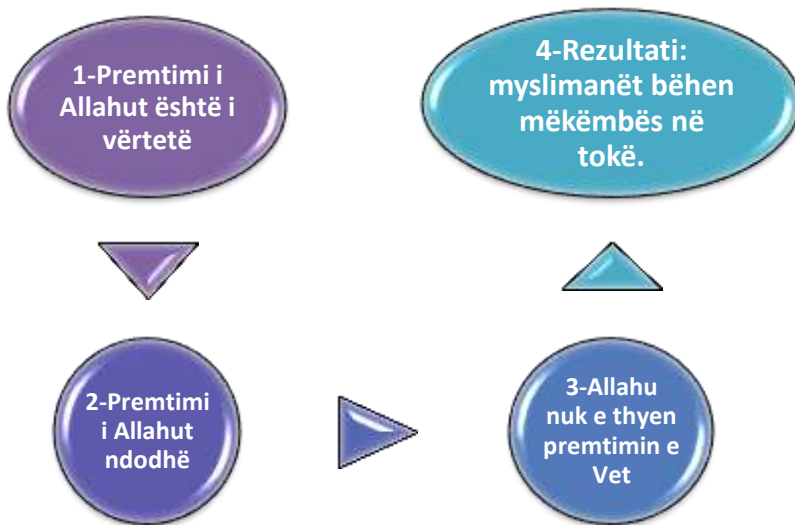 1-Premtimi i
Allahut është i
vërtetë
2-Premtimi
i Allahut
ndodhë
3-Allahu
nuk e thyen
premtimin e
Vet
4-Rezultati:
myslimanët bëhen
mëkëmbës në
tokë.